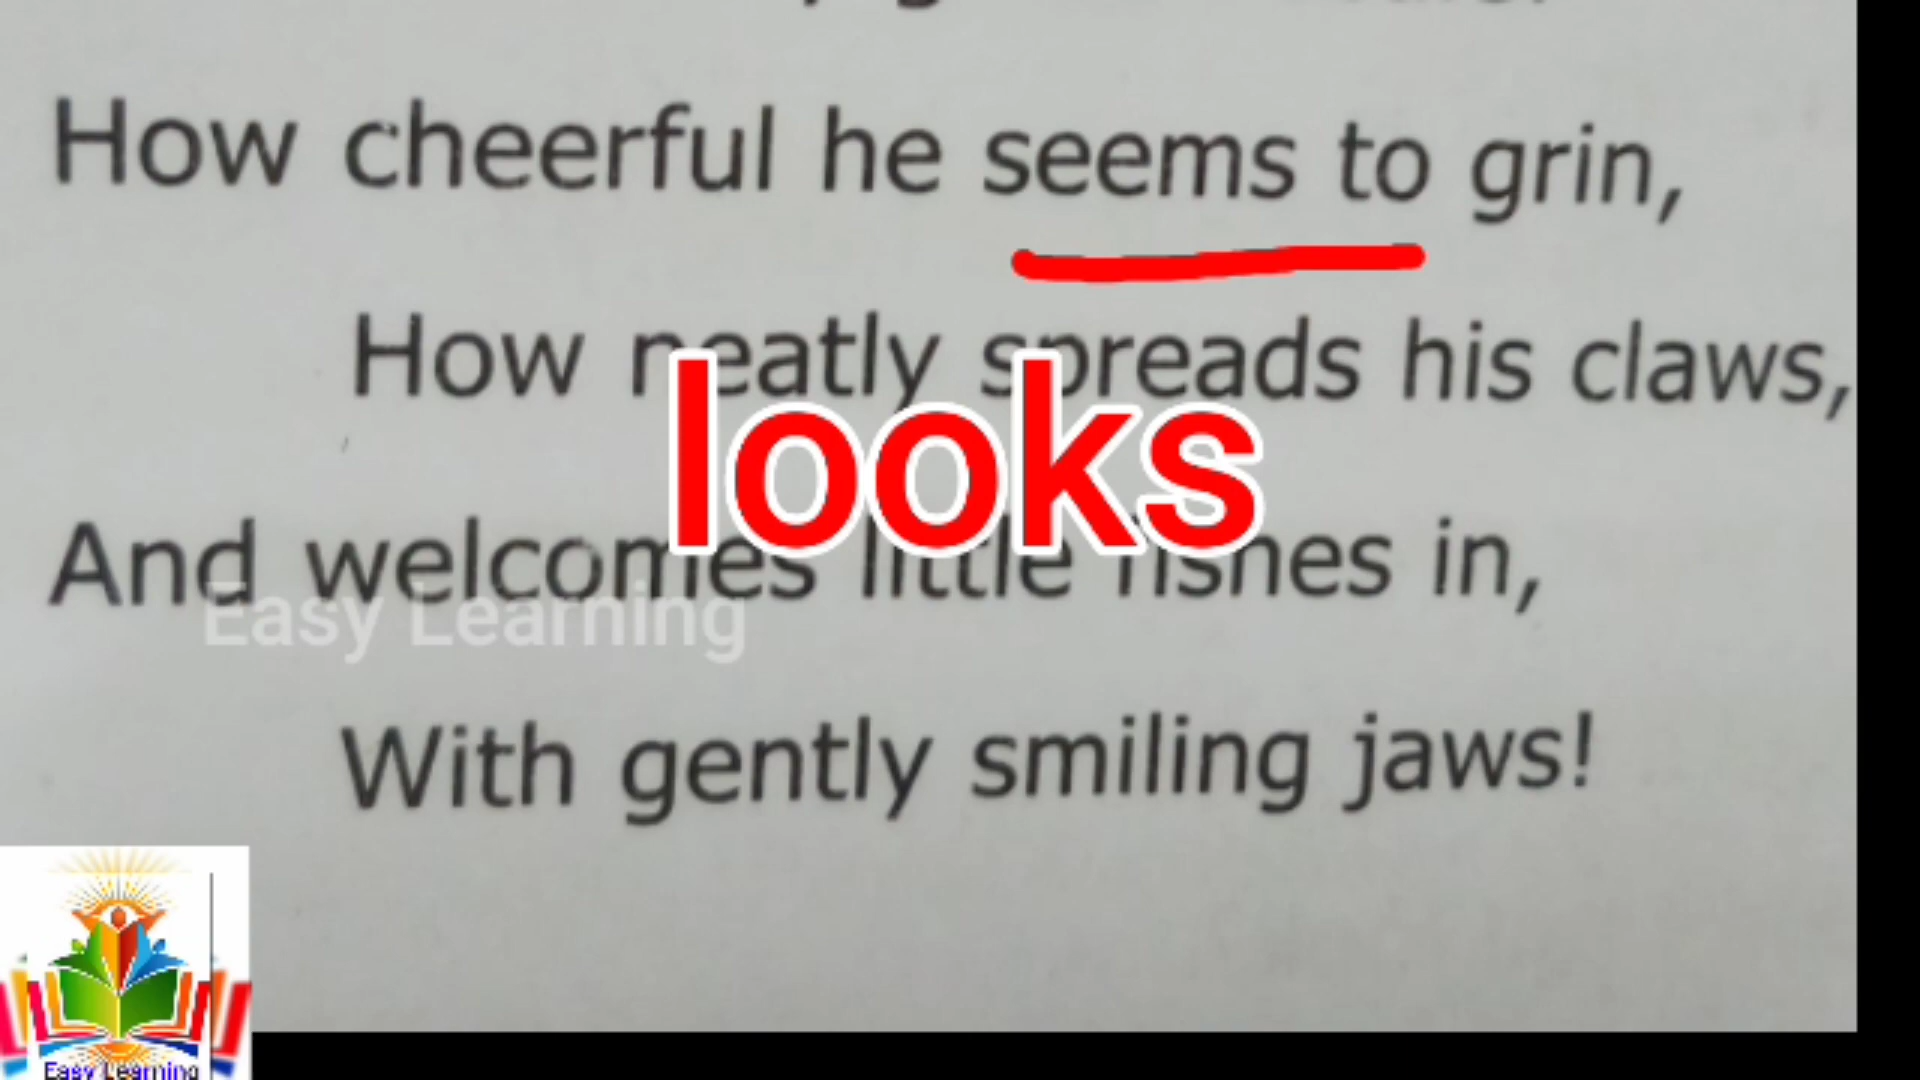 How cheerful he seems to grin,
How neatly spreads his claws,
looks
And welcomes little fishes in,
Easy Learning
With gently smiling jaws!
Easy Learning